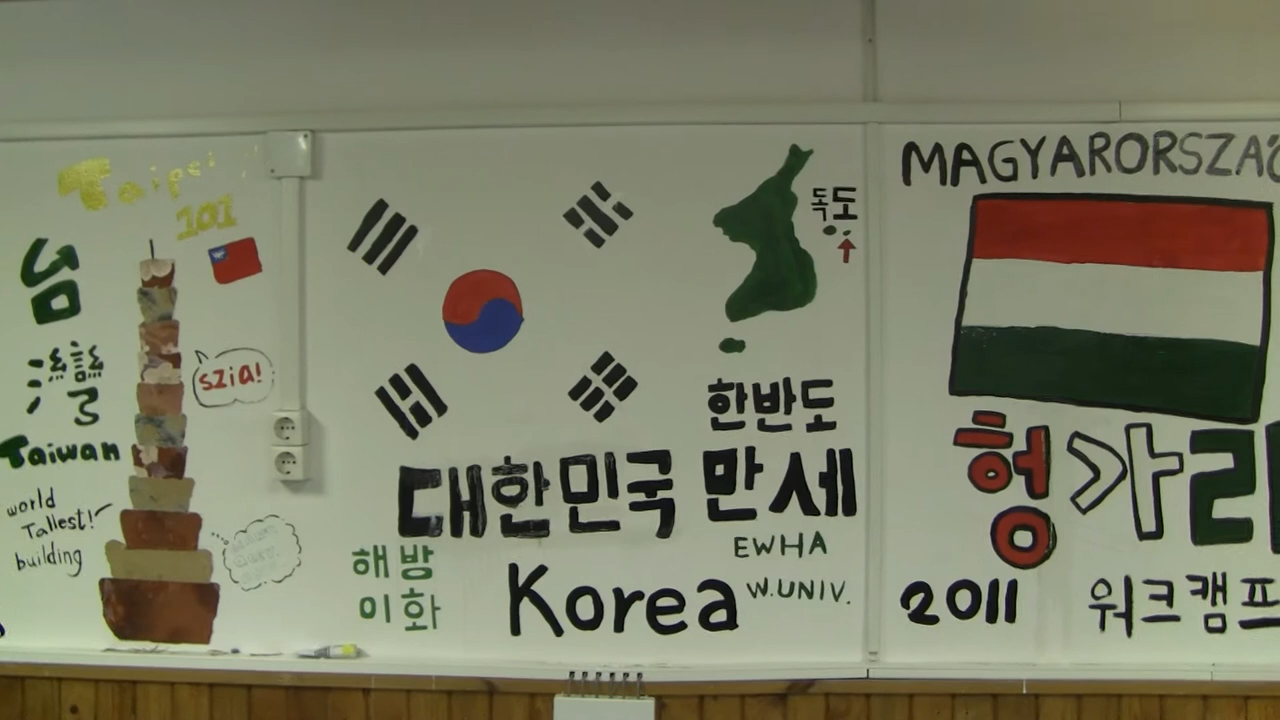 Taipei
101
台
灣
szia!
Taiwan
world
Tallest!
building
독도
한반도
대한민국 만세
EWHA
W.UNIV.
해방
이화
Korea
MAGYARORSZÁG
헝가리
2011
워크캠프